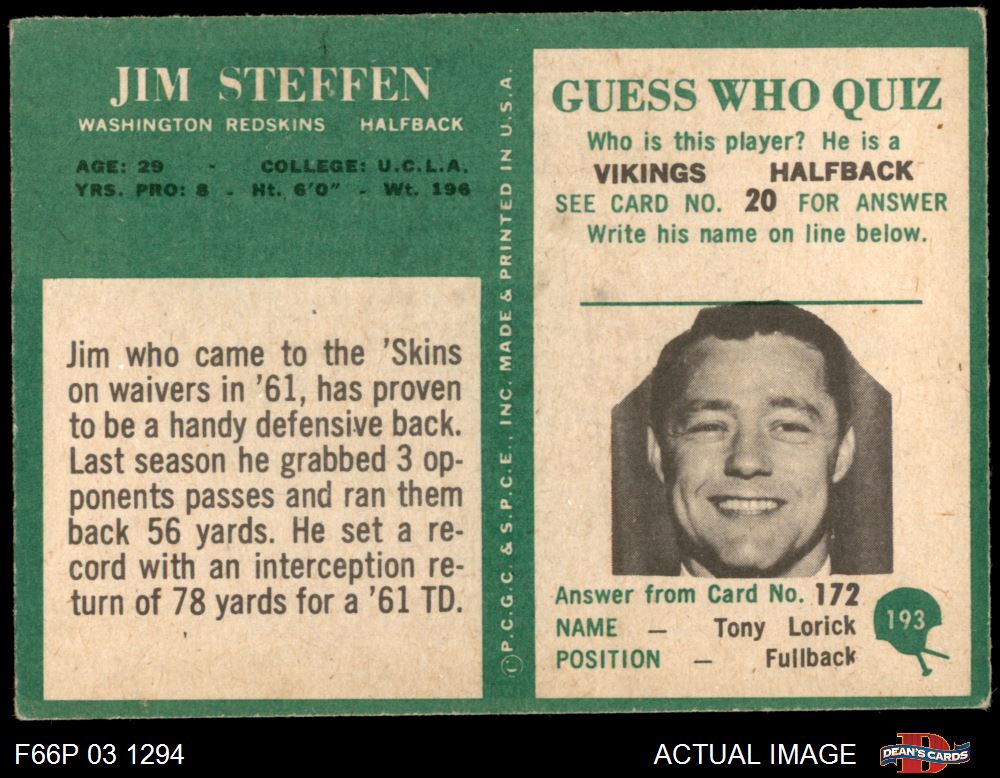 JIM STEFFEN
WASHINGTON REDSKINS HALFBACK
AGE: 29 - COLLEGE: U.C.L.A.
YRS. PRO: 8 - Ht. 6'0" - Wt. 196
Jim who came to the 'Skins
on waivers in '61, has proven
to be a handy defensive back.
Last season he grabbed 3 op-
ponents passes and ran them
back 56 yards. He set a re-
cord with an interception re-
turn of 78 yards for a '61 TD.
©P.C.G.C. & S.P.C.E., INC. MADE & PRINTED IN U.S.A.
GUESS WHO QUIZ
Who is this player? He is a
VIKINGS HALFBACK
SEE CARD NO. 20 FOR ANSWER
Write his name on line below.
Answer from Card No. 172
NAME — Tony Lorick
POSITION — Fullback
193
F66P 03 1294
ACTUAL IMAGE
D
DEAN'S CARDS